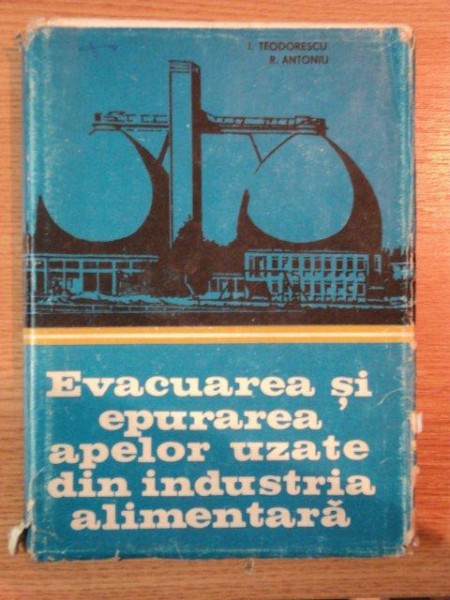 I. TEODORESCU
R. ANTONIU
Evacuarea și
epurarea
apelor uzate
din industria
alimentară